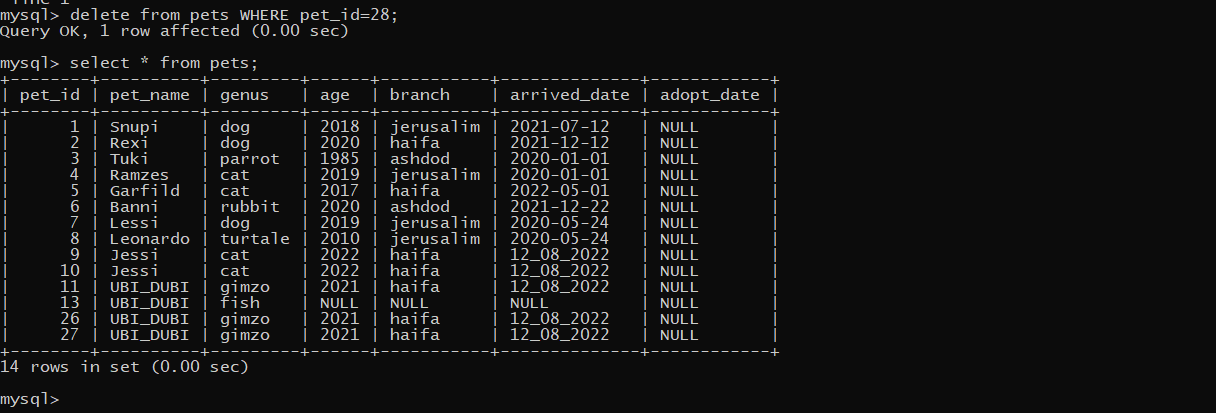 mysql> delete from pets WHERE pet_id=28;
Query OK, 1 row affected (0.00 sec)
mysql> select * from pets;
+--------+-----------+---------+------+-----------+--------------+------------+
| pet_id | pet_name | genus | age | branch | arrived_date | adopt_date |
+--------+-----------+---------+------+-----------+--------------+------------+
| 1 | Snupi | dog | 2018 | jerusalim | 2021-07-12 | NULL |
| 2 | Rexi | dog | 2020 | haifa | 2021-12-12 | NULL |
| 3 | Tuki | parrot | 1985 | ashdod | 2020-01-01 | NULL |
| 4 | Ramzes | cat | 2019 | jerusalim | 2020-01-01 | NULL |
| 5 | Garfild | cat | 2017 | haifa | 2022-05-01 | NULL |
| 6 | Banni | rubbit | 2020 | ashdod | 2021-12-22 | NULL |
| 7 | Lessi | dog | 2019 | jerusalim | 2020-05-24 | NULL |
| 8 | Leonardo | turtale | 2010 | jerusalim | 2020-05-24 | NULL |
| 9 | Jessi | cat | 2022 | haifa | 12_08_2022 | NULL |
| 10 | Jessi | cat | 2022 | haifa | 12_08_2022 | NULL |
| 11 | UBI_DUBI | gimzo | 2021 | haifa | 12_08_2022 | NULL |
| 13 | UBI_DUBI | fish | NULL | NULL | NULL | NULL |
| 26 | UBI_DUBI | gimzo | 2021 | haifa | 12_08_2022 | NULL |
| 27 | UBI_DUBI | gimzo | 2021 | haifa | 12_08_2022 | NULL |
+--------+-----------+---------+------+-----------+--------------+------------+
14 rows in set (0.00 sec)
mysql>